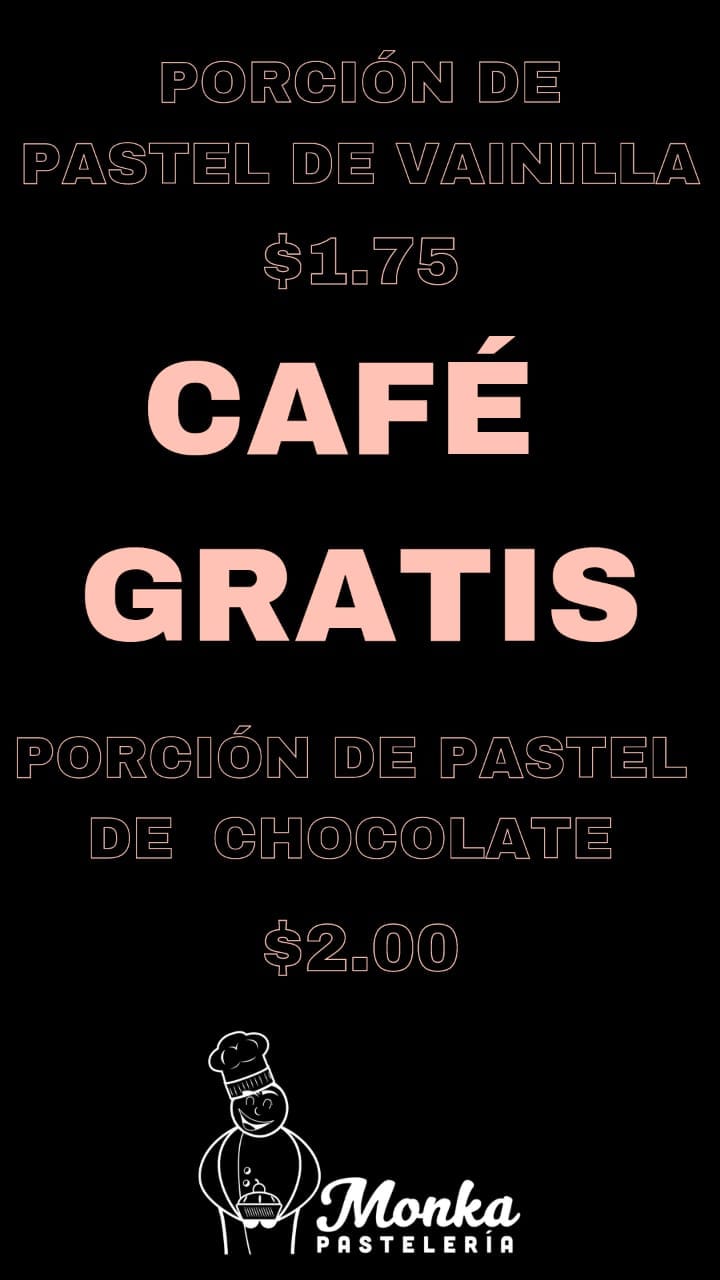 PORCIÓN DE
PASTEL DE VAINILLA
$1.75
CAFÉ
GRATIS
PORCIÓN DE PASTEL
DE CHOCOLATE
$2.00
Monka
PASTELERÍA